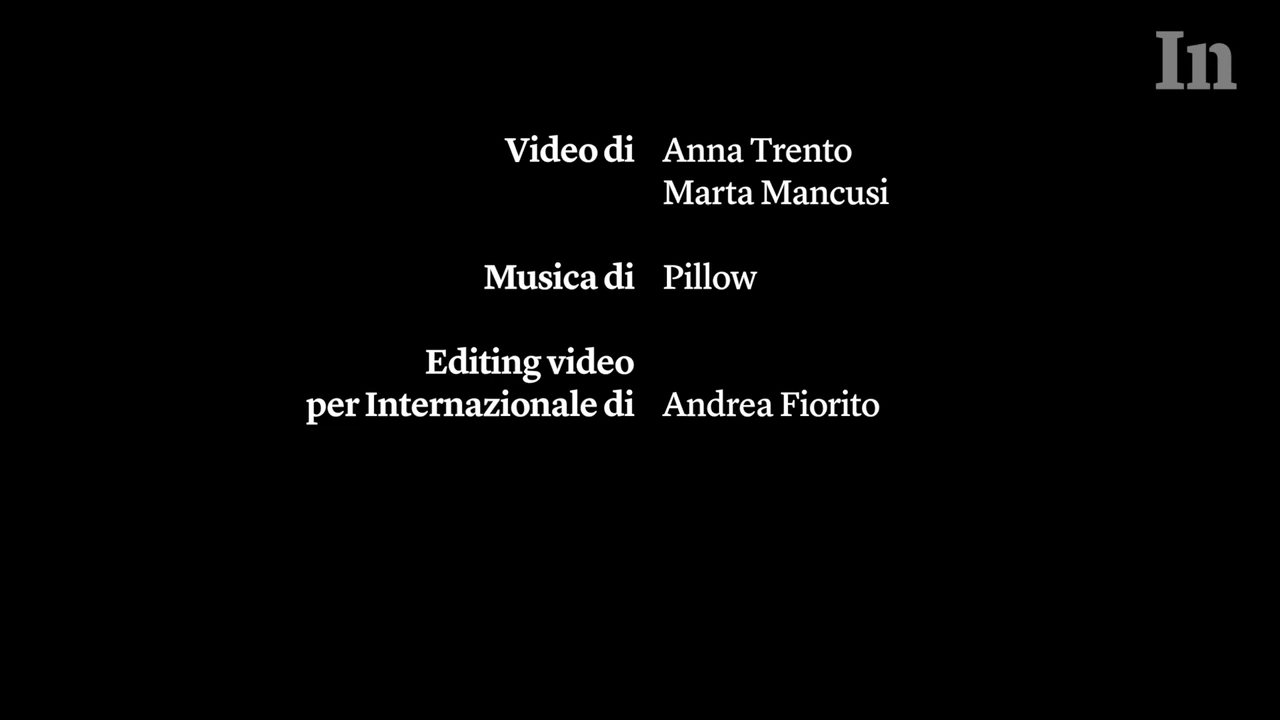 In
Video di Anna Trento
Marta Mancusi
Musica di Pillow
Editing video
per Internazionale di Andrea Fiorito